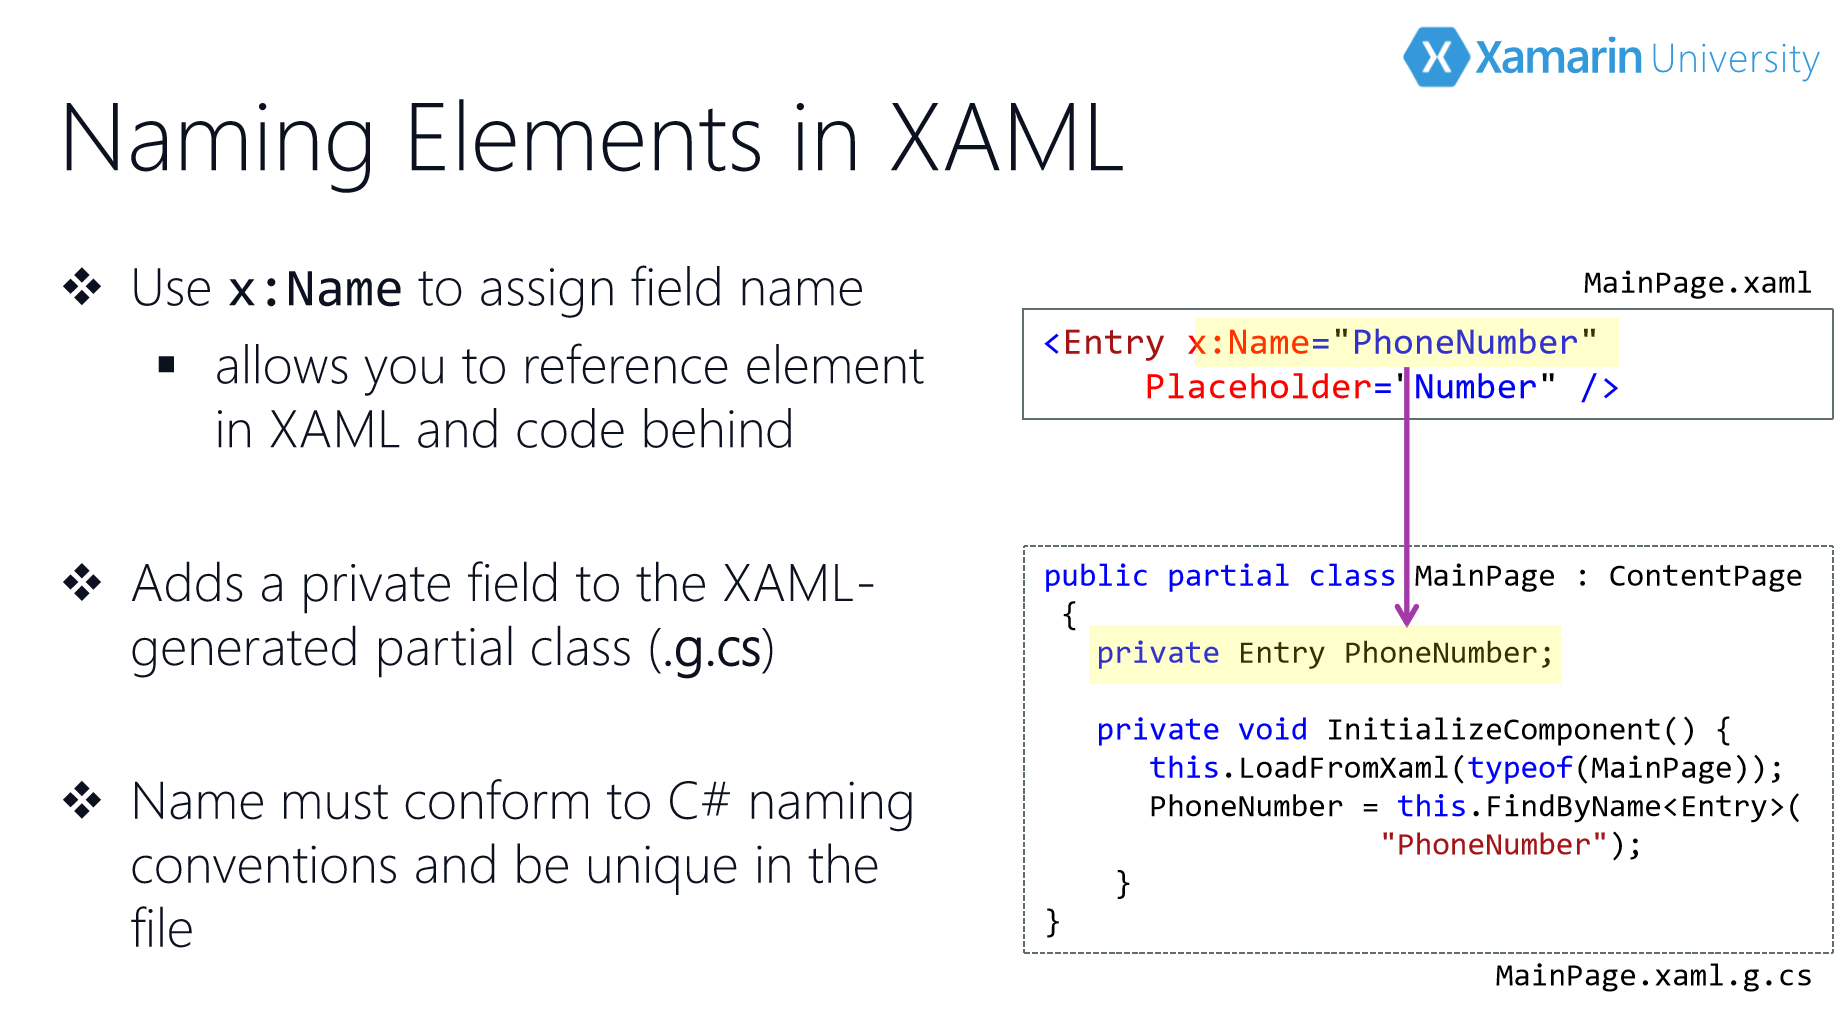 Xamarin University
Naming Elements in XAML
❖ Use x:Name to assign field name
▪ allows you to reference element
in XAML and code behind
❖ Adds a private field to the XAML-
generated partial class (.g.cs)
❖ Name must conform to C# naming
conventions and be unique in the
file
MainPage.xaml
<Entry x:Name="PhoneNumber"
Placeholder="Number" />
public partial class MainPage : ContentPage
{
private Entry PhoneNumber;
private void InitializeComponent() {
this.LoadFromXaml(typeof(MainPage));
PhoneNumber = this.FindByName<Entry>(
"PhoneNumber");
}
}
MainPage.xaml.g.cs